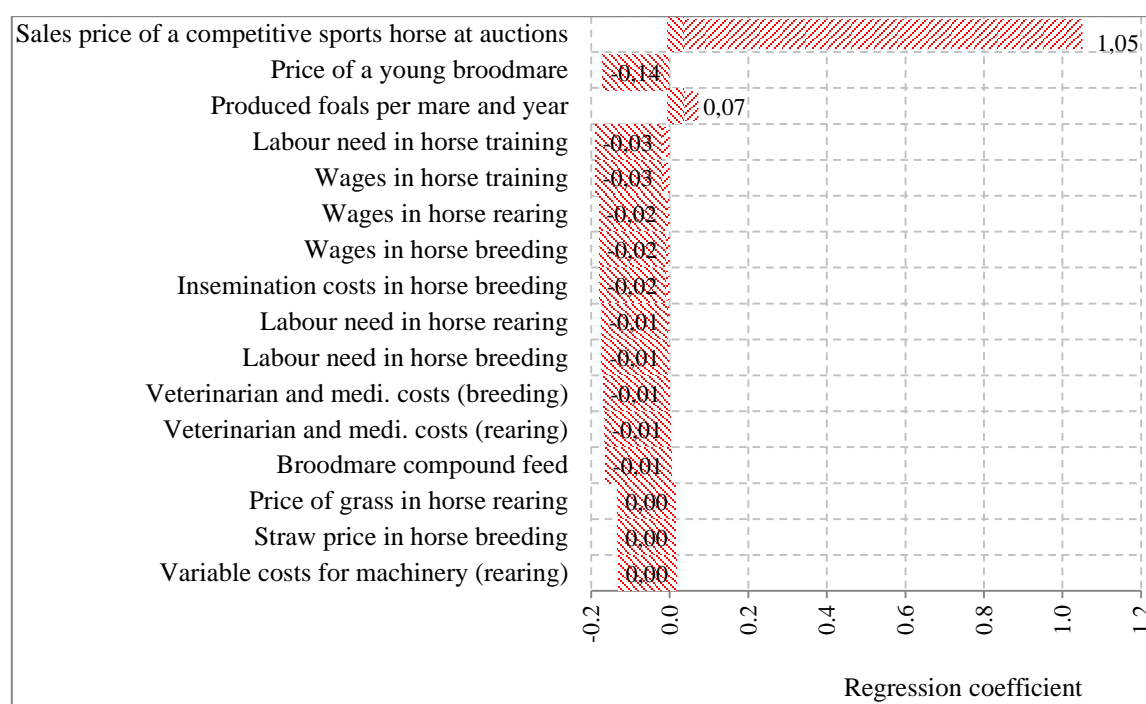 Sales price of a competitive sports horse at auctions
1,05
Price of a young broodmare
-0,14
Produced foals per mare and year
0,07
Labour need in horse training
-0,03
Wages in horse training
-0,03
Wages in horse rearing
-0,02
Wages in horse breeding
-0,02
Insemination costs in horse breeding
-0,02
Labour need in horse rearing
-0,01
Labour need in horse breeding
-0,01
Veterinarian and medi. costs (breeding)
-0,01
Veterinarian and medi. costs (rearing)
-0,01
Broodmare compound feed
-0,01
Price of grass in horse rearing
0,00
Straw price in horse breeding
0,00
Variable costs for machinery (rearing)
0,00
-0.2
0.0
0.2
0.4
0.6
0.8
1.0
1.2
Regression coefficient